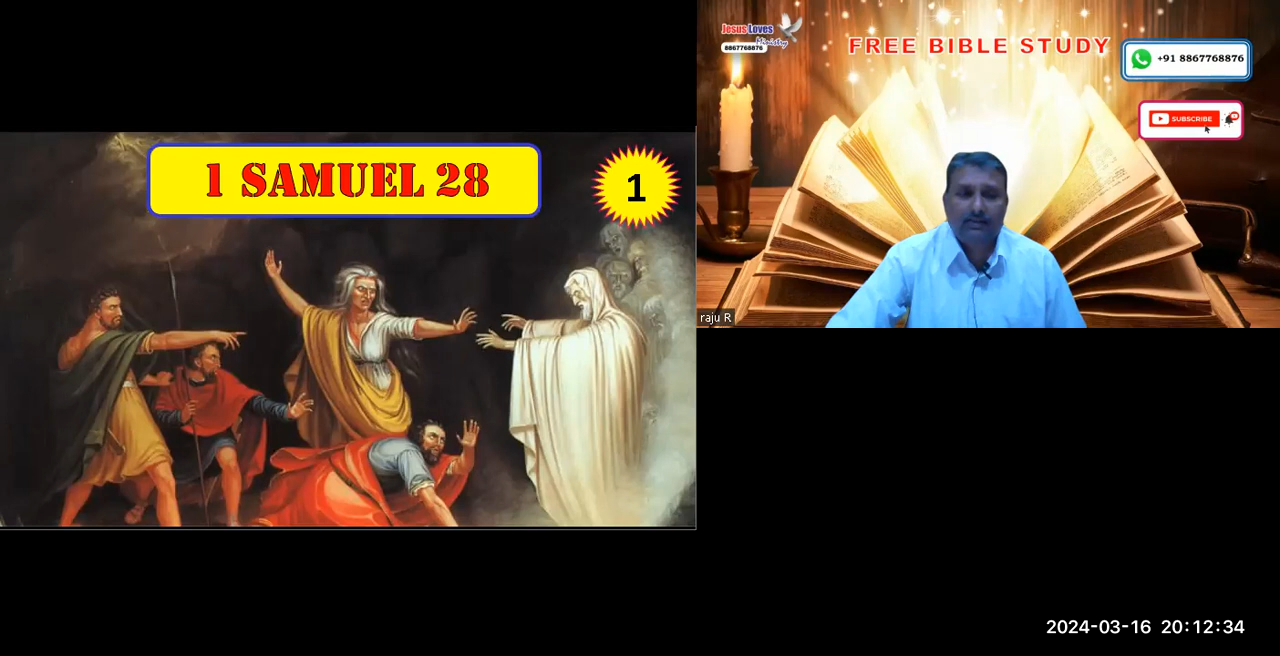 1 SAMUEL 28
1
Jesus Loves
Ministry
8867768876
FREE BIBLE STUDY
+91 8867768876
SUBSCRIBE
raju R
2024-03-16 20:12:34